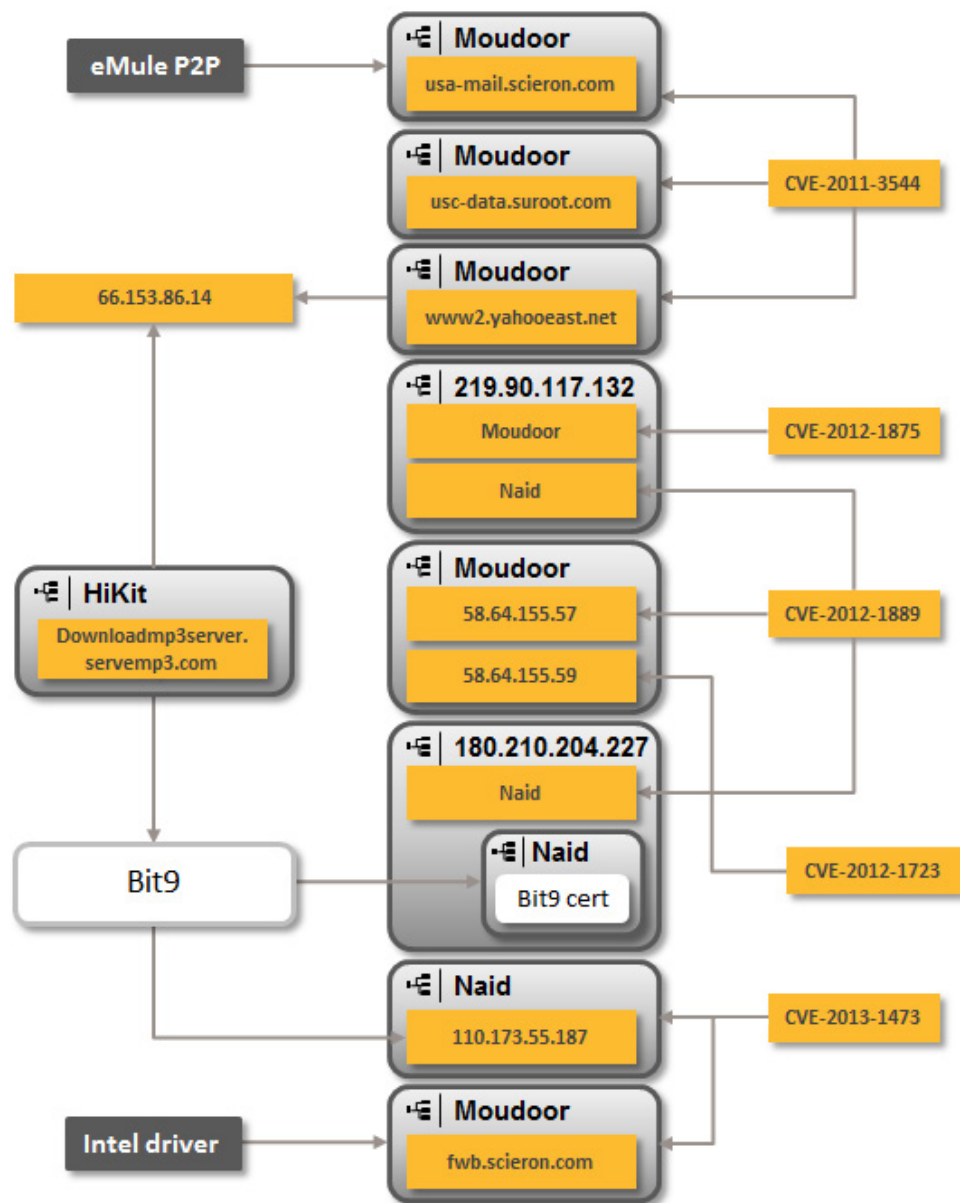 eMule P2P
Moudoor
usa-mail.scieron.com
Moudoor
usc-data.suroot.com
CVE-2011-3544
Moudoor
www2.yahooeast.net
66.153.86.14
219.90.117.132
Moudoor
CVE-2012-1875
Naid
HiKit
Downloadmp3server.
servemp3.com
Moudoor
58.64.155.57
CVE-2012-1889
58.64.155.59
180.210.204.227
Naid
Naid
Bit9 cert
Bit9
CVE-2012-1723
Naid
110.173.55.187
CVE-2013-1473
Intel driver
Moudoor
fwb.scieron.com